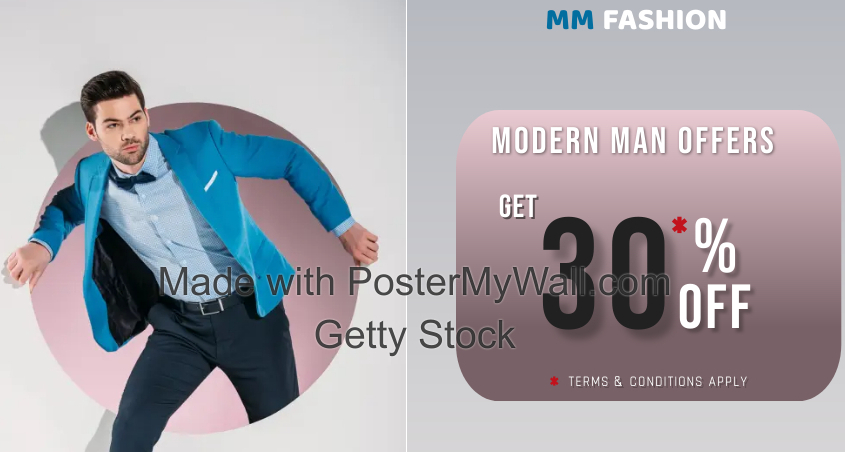 MM FASHION
MODERN MAN OFFERS
GET
30*%
OFF
Made with PosterMyWall.com
Getty Stock
* TERMS & CONDITIONS APPLY